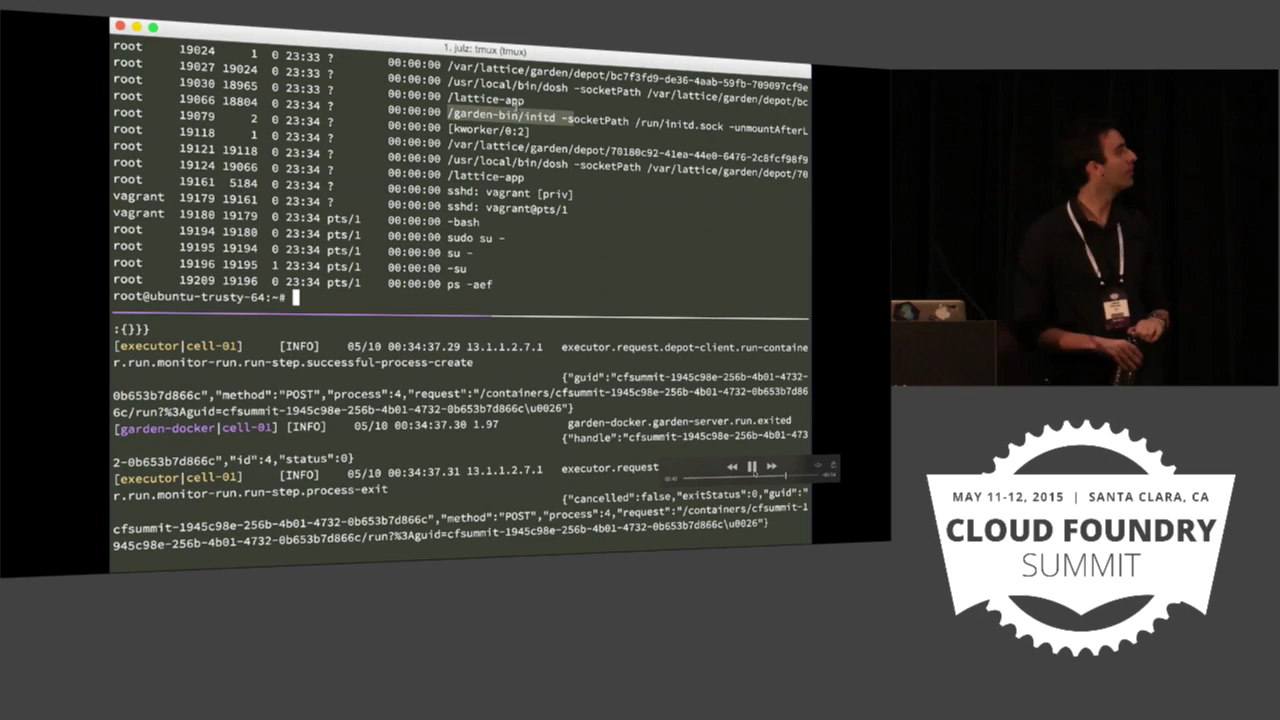 1. julz: tmux (tmux)
root 19024 1 0 23:33 ? 00:00:00 /var/lattice/garden/depot/bc7f3fd9-de36-4aab-59fb-709097cf9e
root 19027 19024 0 23:33 ? 00:00:00 /usr/local/bin/dosh -socketPath /var/lattice/garden/depot/bc
root 19030 18965 0 23:33 ? 00:00:00 /lattice-app
root 19066 18804 0 23:34 ? 00:00:00 /garden-bin/initd -socketPath /run/initd.sock -unmountAfterL
root 19079 2 0 23:34 ? 00:00:00 [kworker/0:2]
root 19118 1 0 23:34 ? 00:00:00 /var/lattice/garden/depot/70180c92-41ea-44e0-6476-2c8fcf98f9
root 19121 19118 0 23:34 ? 00:00:00 /usr/local/bin/dosh -socketPath /var/lattice/garden/depot/70
root 19124 19066 0 23:34 ? 00:00:00 /lattice-app
root 19161 5184 0 23:34 ? 00:00:00 sshd: vagrant [priv]
vagrant 19179 19161 0 23:34 ? 00:00:00 sshd: vagrant@pts/1
vagrant 19180 19179 0 23:34 pts/1 00:00:00 -bash
root 19194 19180 0 23:34 pts/1 00:00:00 sudo su -
root 19195 19194 0 23:34 pts/1 00:00:00 su -
root 19196 19195 1 23:34 pts/1 00:00:00 -su
root 19209 19196 0 23:34 pts/1 00:00:00 ps -aef
root@ubuntu-trusty-64:~#
:{}}}
[executor|cell-01] [INFO] 05/10 00:34:37.29 13.1.1.2.7.1 executor.request.depot-client.run-containe
r.run.monitor-run.run-step.successful-process-create
{"guid":"cfsummit-1945c98e-256b-4b01-4732-
0b653b7d866c","method":"POST","process":4,"request":"/containers/cfsummit-1945c98e-256b-4b01-4732-0b653b7d86
6c/run?%3Aguid=cfsummit-1945c98e-256b-4b01-4732-0b653b7d866c\u0026"}
[garden-docker|cell-01] [INFO] 05/10 00:34:37.30 1.97 garden-docker.garden-server.run.exited
{"handle":"cfsummit-1945c98e-256b-4b01-473
2-0b653b7d866c","id":4,"status":0}
[executor|cell-01] [INFO] 05/10 00:34:37.31 13.1.1.2.7.1 executor.request
r.run.monitor-run.run-step.process-exit
{"cancelled":false,"exitStatus":0,"guid":"
cfsummit-1945c98e-256b-4b01-4732-0b653b7d866c","method":"POST","process":4,"request":"/containers/cfsummit-1
945c98e-256b-4b01-4732-0b653b7d866c/run?%3Aguid=cfsummit-1945c98e-256b-4b01-4732-0b653b7d866c\u0026"}
MAY 11-12, 2015 | SANTA CLARA, CA
CLOUD FOUNDRY
SUMMIT